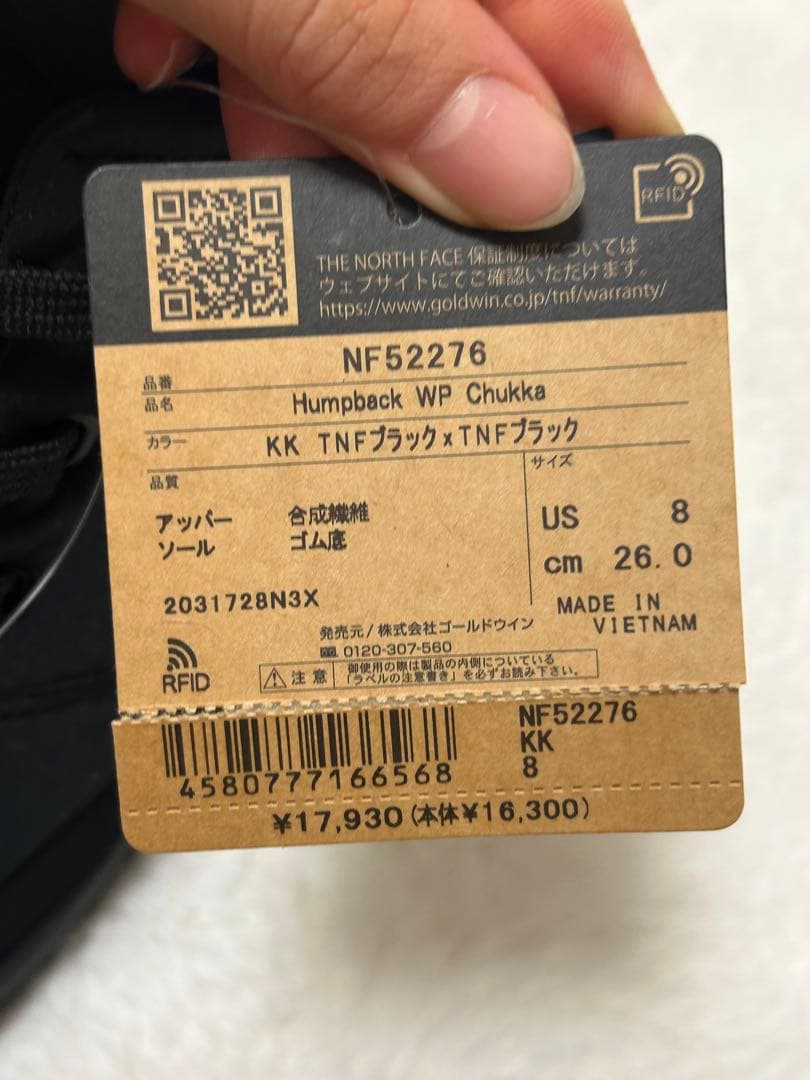 RFID
THE NORTH FACE 保証制度については
ウェブサイトにてご確認いただけます。
https://www.goldwin.co.jp/tnf/warranty/
品番 NF52276
品名 Humpback WP Chukka
カラー KK TNFブラックxTNFブラック
品質
アッパー 合成繊維
ソール ゴム底
サイズ
US 8
cm 26.0
2031728N3X
MADE IN
VIETNAM
発売元/株式会社ゴールドウイン
0120-307-560
RFID
注意
御使用の際は製品の内側についている
「ラベルの注意書き」を必ずお読み下さい。
4580777166568
NF52276
KK
8
¥17,930(本体¥16,300)